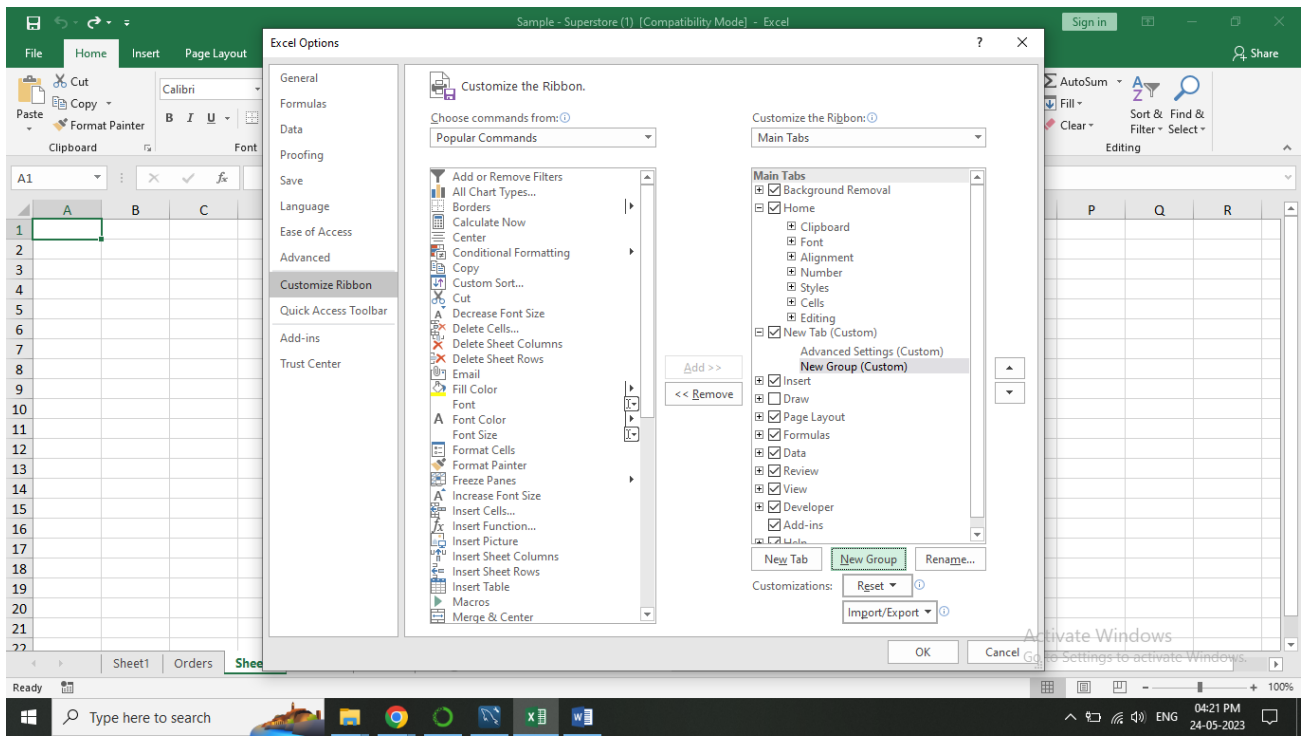 Sample - Superstore (1) [Compatibility Mode] - Excel
Sign in
File Home Insert Page Layout
Share
Excel Options
?
Paste
Cut
Copy
Format Painter
Clipboard
Calibri
B I U
Font
AutoSum
Fill
Clear
Sort & Find &
Filter Select
Editing
A1
fx
A B C P Q R
1
2
3
4
5
6
7
8
9
10
11
12
13
14
15
16
17
18
19
20
21
22
General
Formulas
Data
Proofing
Save
Language
Ease of Access
Advanced
Customize Ribbon
Quick Access Toolbar
Add-ins
Trust Center
Customize the Ribbon.
Choose commands from:
Popular Commands
Add or Remove Filters
All Chart Types...
Borders
Calculate Now
Center
Conditional Formatting
Copy
Custom Sort...
Cut
Decrease Font Size
Delete Cells...
Delete Sheet Columns
Delete Sheet Rows
Email
Fill Color
Font
Font Color
Font Size
Format Cells
Format Painter
Freeze Panes
Increase Font Size
Insert Cells...
Insert Function...
Insert Picture
Insert Sheet Columns
Insert Sheet Rows
Insert Table
Macros
Merge & Center
Add >>
<< Remove
Customize the Ribbon:
Main Tabs
Main Tabs
Background Removal
Home
Clipboard
Font
Alignment
Number
Styles
Cells
Editing
New Tab (Custom)
Advanced Settings (Custom)
New Group (Custom)
Insert
Draw
Page Layout
Formulas
Data
Review
View
Developer
Add-ins
Help
New Tab New Group Rename...
Customizations: Reset
Import/Export
OK Cancel
Activate Windows
Go to Settings to activate Windows.
Sheet1 Orders Shee
Ready
100%
Type here to search
ENG
04:21 PM
24-05-2023